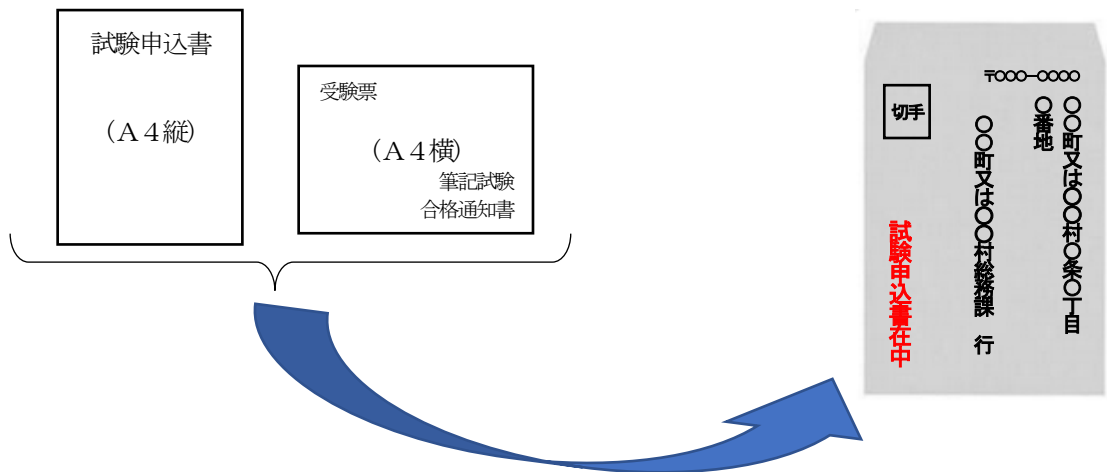 試験申込書
（A４縦）
受験票
（A４横）
筆記試験
合格通知書
〒○○○−○○○○
○○町又は○○村○条○丁目
○番地
○○町又は○○村総務課　行
切手
試験申込書在中